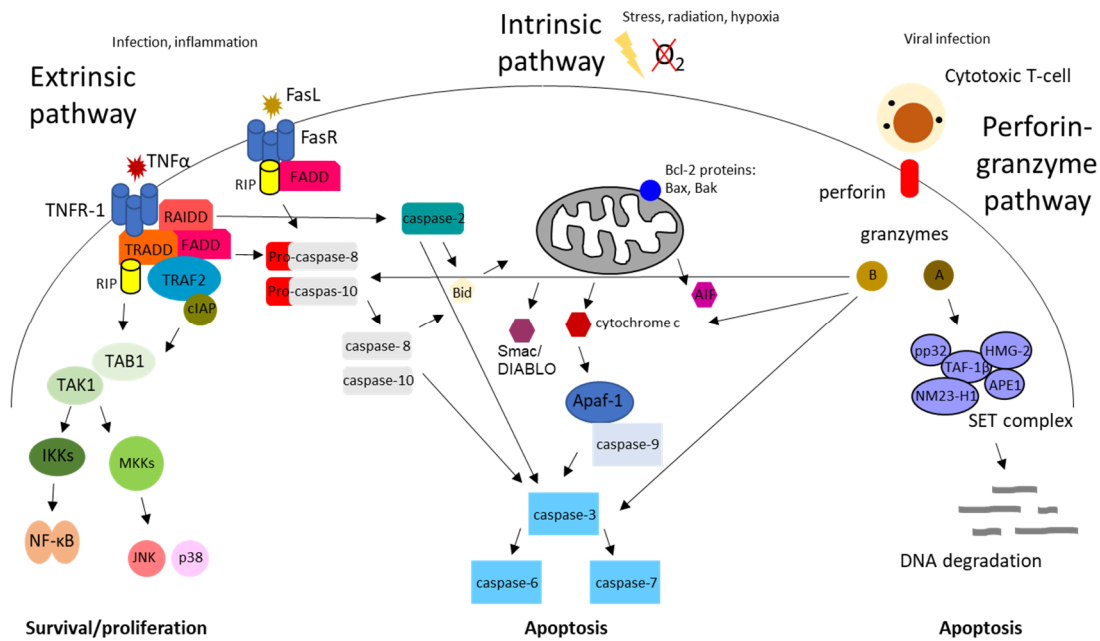 Infection, inflammation
Extrinsic
pathway
FasL
FasR
RIP
FADD
TNFα
TNFR-1
RAIDD
TRADD
FADD
RIP
TRAF2
cIAP
TAB1
TAK1
IKKs
MKKs
NF-κB
JNK
p38
Survival/proliferation
Intrinsic
pathway
Stress, radiation, hypoxia
O2
caspase-2
Pro-caspase-8
Pro-caspas-10
Bid
caspase- 8
caspase-10
Bcl-2 proteins:
Bax, Bak
AIF
Smac/
DIABLO
cytochrome c
Apaf-1
caspase-9
caspase-3
caspase-6
caspase-7
Apoptosis
Viral infection
Cytotoxic T-cell
Perforin-
granzyme
pathway
perforin
granzymes
B
A
pp32
HMG-2
TAF-1β
APE1
NM23-H1
SET complex
DNA degradation
Apoptosis